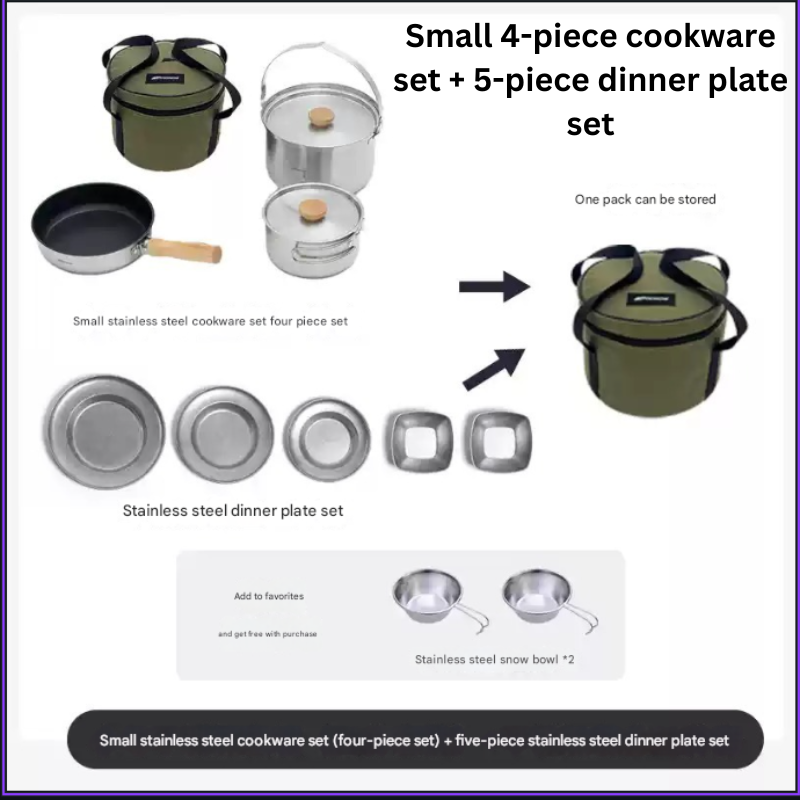 Small 4-piece cookware
set + 5-piece dinner plate
set
One pack can be stored
Small stainless steel cookware set four piece set
Stainless steel dinner plate set
Add to favorites
and get free with purchase
Stainless steel snow bowl *2
Small stainless steel cookware set (four-piece set) + five-piece stainless steel dinner plate set